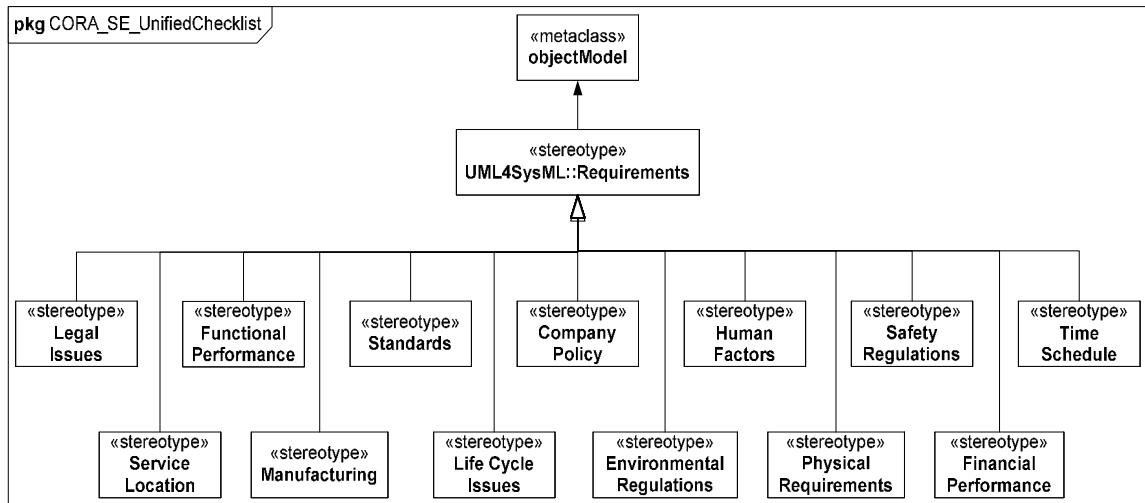 pkg CORA_SE_UnifiedChecklist
«metaclass»
objectModel
«stereotype»
UML4SysML::Requirements
«stereotype»
Legal
Issues
«stereotype»
Functional
Performance
«stereotype»
Standards
«stereotype»
Company
Policy
«stereotype»
Human
Factors
«stereotype»
Safety
Regulations
«stereotype»
Time
Schedule
«stereotype»
Service
Location
«stereotype»
Manufacturing
«stereotype»
Life Cycle
Issues
«stereotype»
Environmental
Regulations
«stereotype»
Physical
Requirements
«stereotype»
Financial
Performance